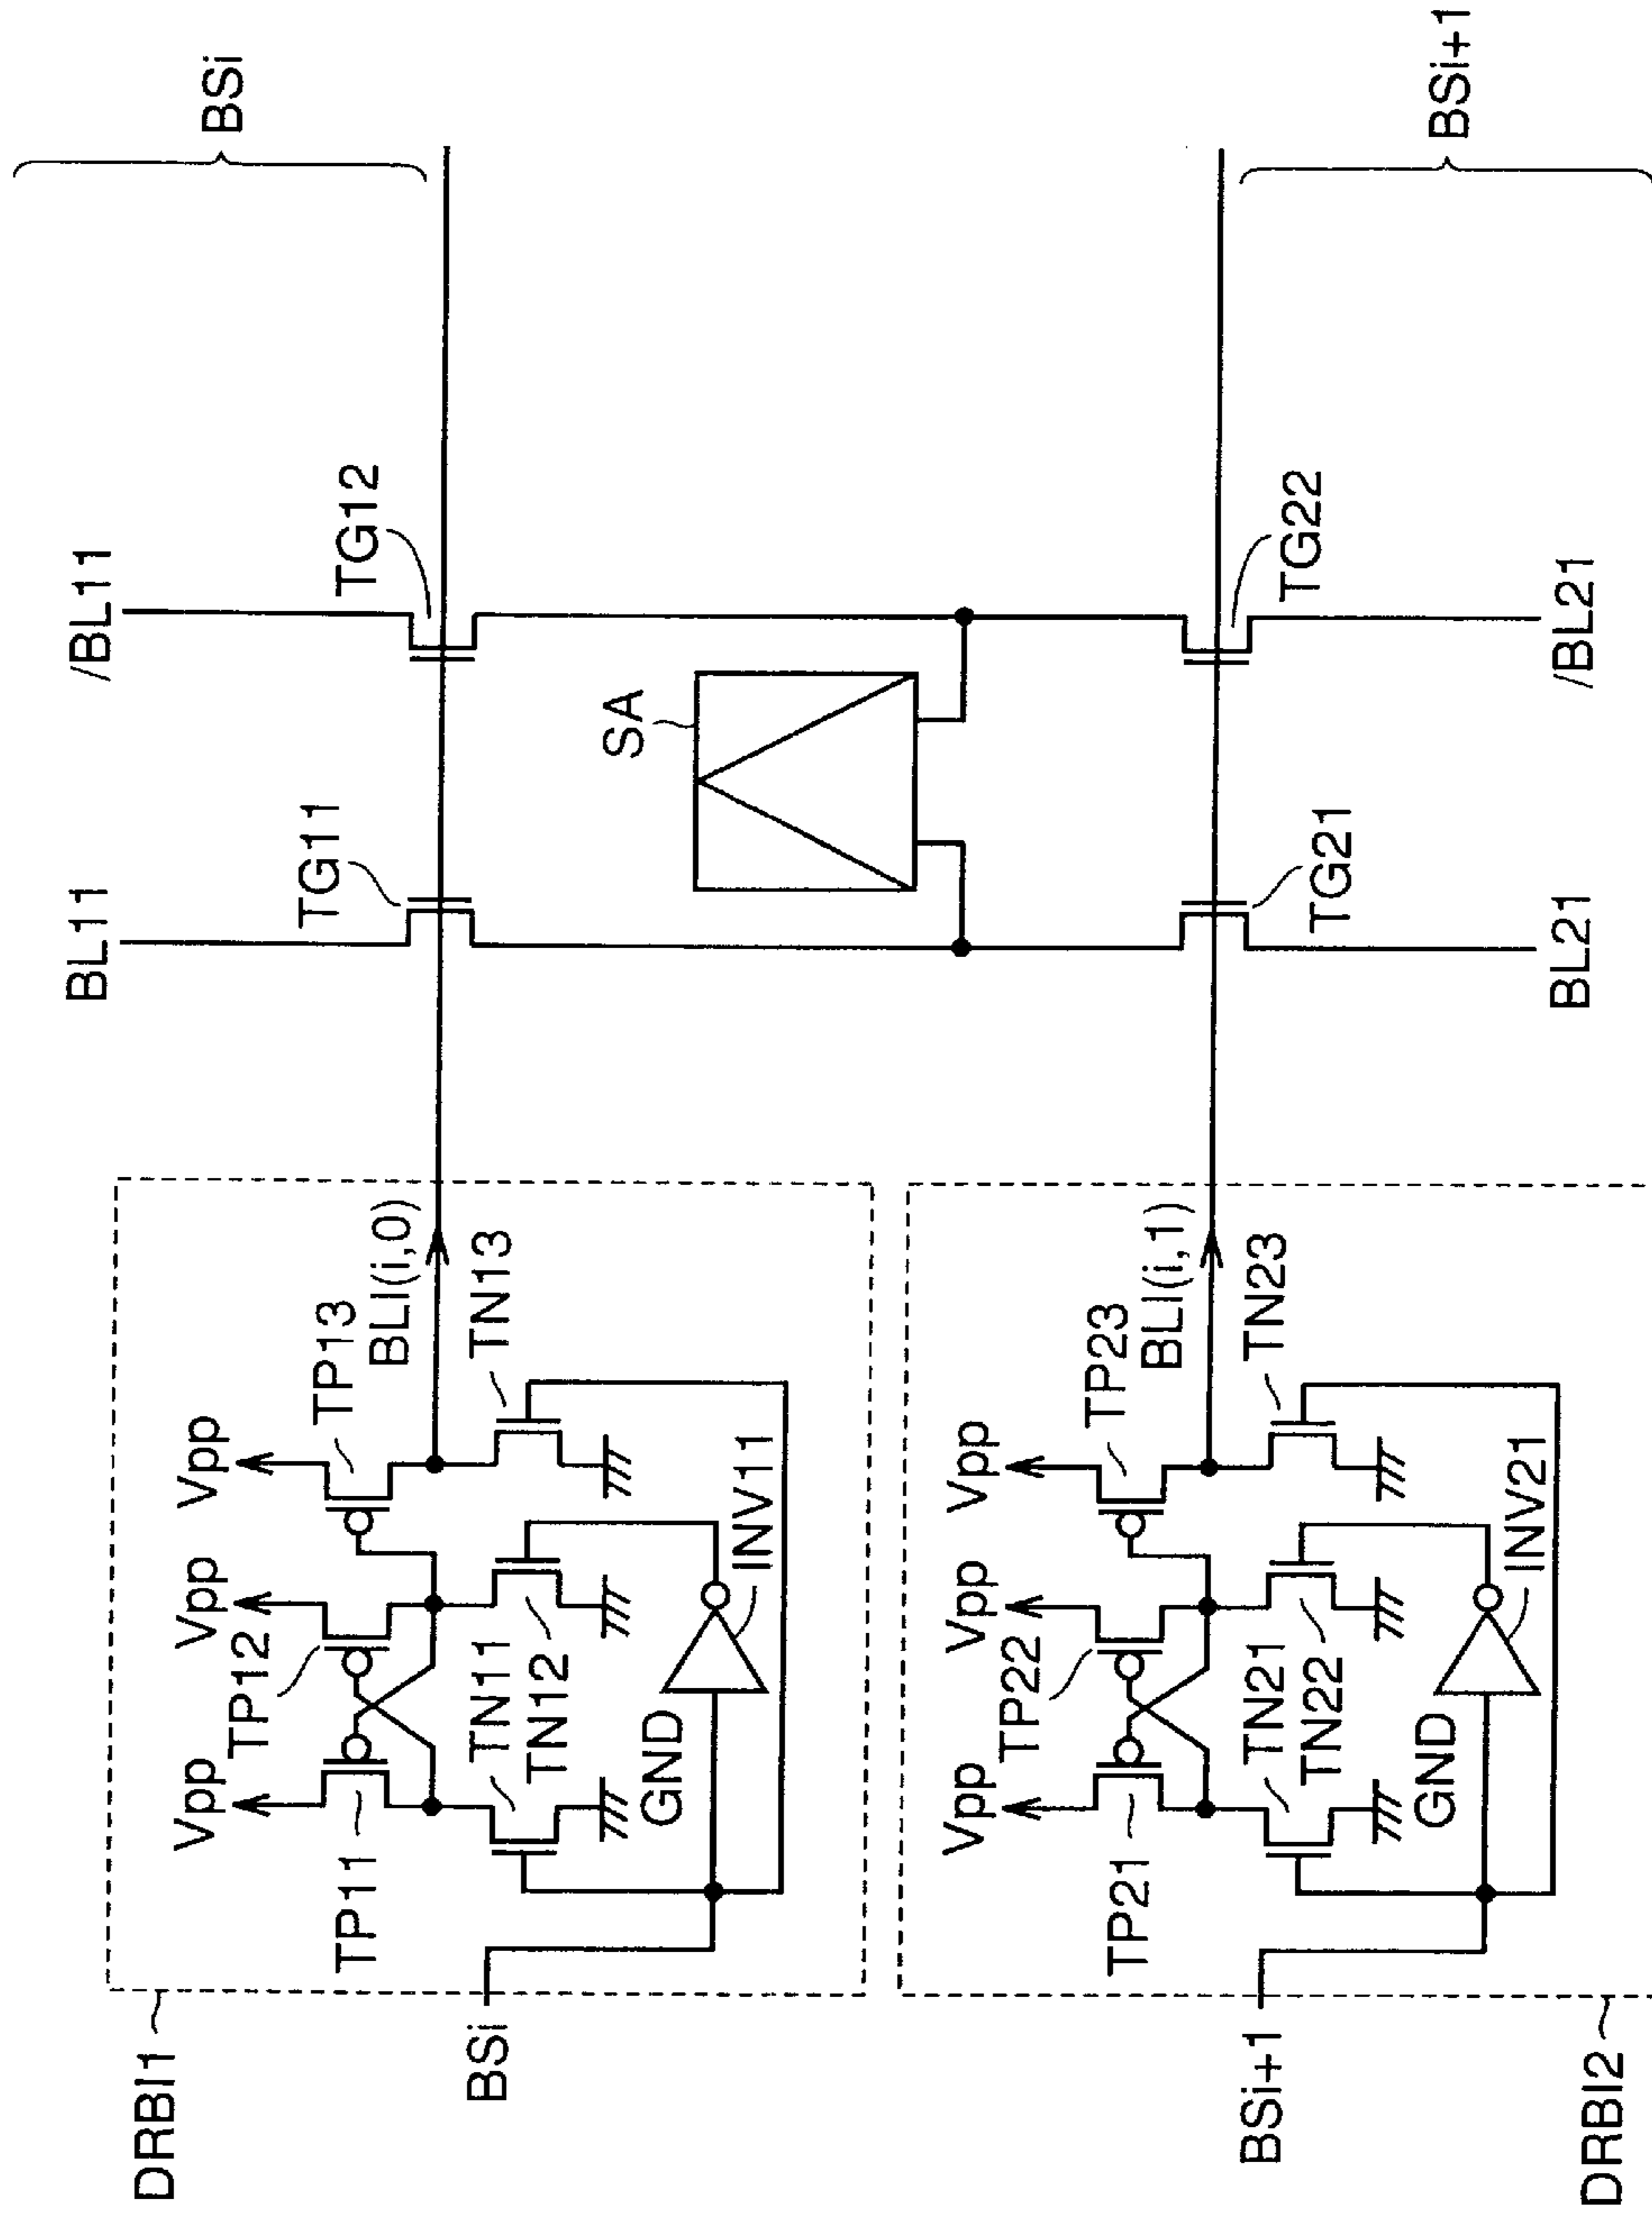 BSi
BSi+1
/BL11
TG12
TG22
/BL21
SA
BL11
TG11
TG21
BL21
DRBI1
BSi
Vpp
Vpp
Vpp
TP11
TP12
TP13
BLI(i,0)
TN11
TN12
TN13
GND
INV11
DRBI2
BSi+1
Vpp
Vpp
Vpp
TP21
TP22
TP23
BLI(i,1)
TN21
TN22
TN23
GND
INV21